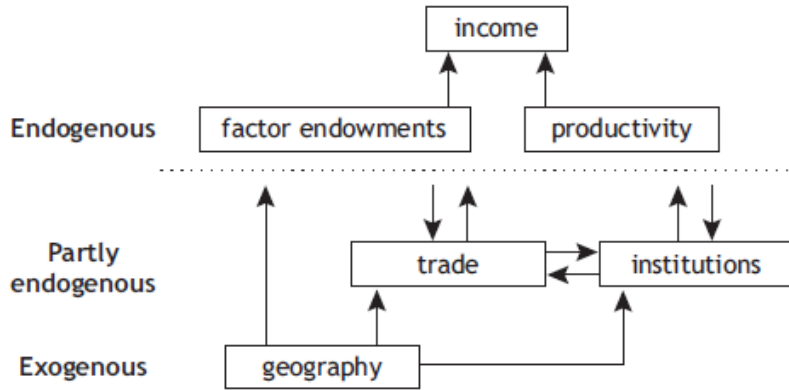 income
Endogenous factor endowments productivity
Partly
endogenous
trade institutions
Exogenous geography